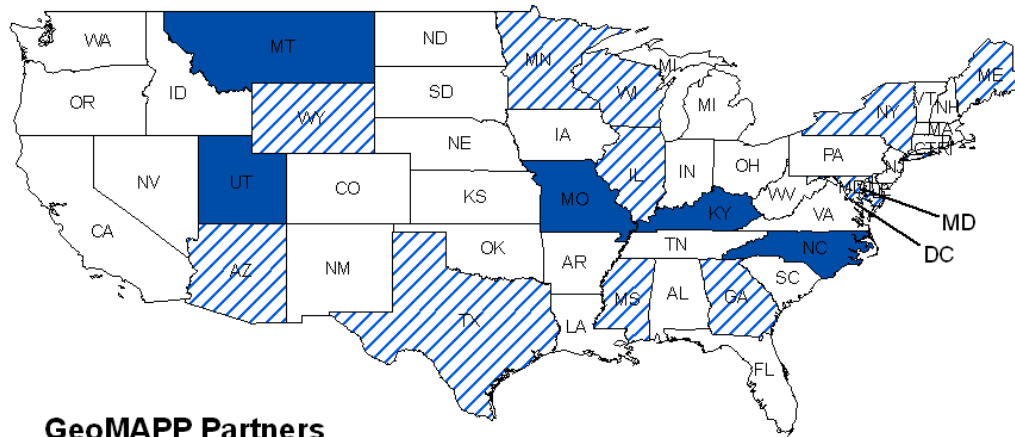 WA
MT
ND
MN
MI
ME
OR
ID
SD
WI
MI
NY
VT
NH
WY
MA
CT
RI
IA
NE
PA
NV
UT
CO
IL
IN
OH
KS
MO
WV
KY
VA
MD
CA
DC
AZ
NM
OK
AR
TN
NC
SC
TX
LA
MS
AL
GA
FL
GeoMAPP Partners